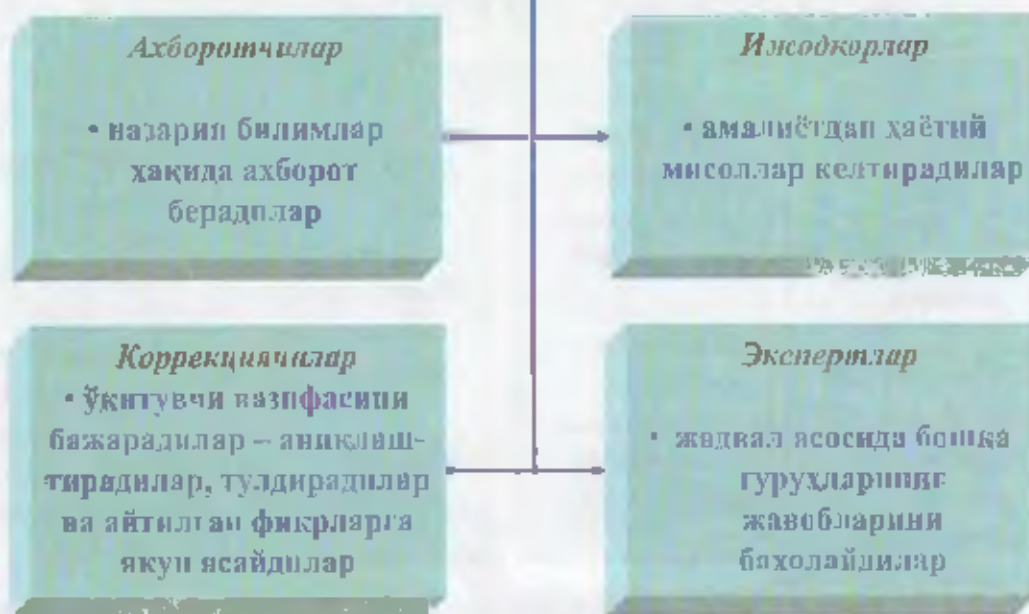 Ахборотчилар
• назарий билимлар
ҳақида ахборот
берадилар
Ижодкорлар
• амалиётдан ҳаётий
мисоллар келтирадилар
Коррекциячилар
• ўқитувчи вазифасини
бажарадилар – аниқлаш-
тирадилар, тулдирадилар
ва айтилган фикрларга
якун ясайдилар
Экспертлар
• жадвал асосида бошқа
гуруҳларнинг
жавобларини
баҳолайдилар